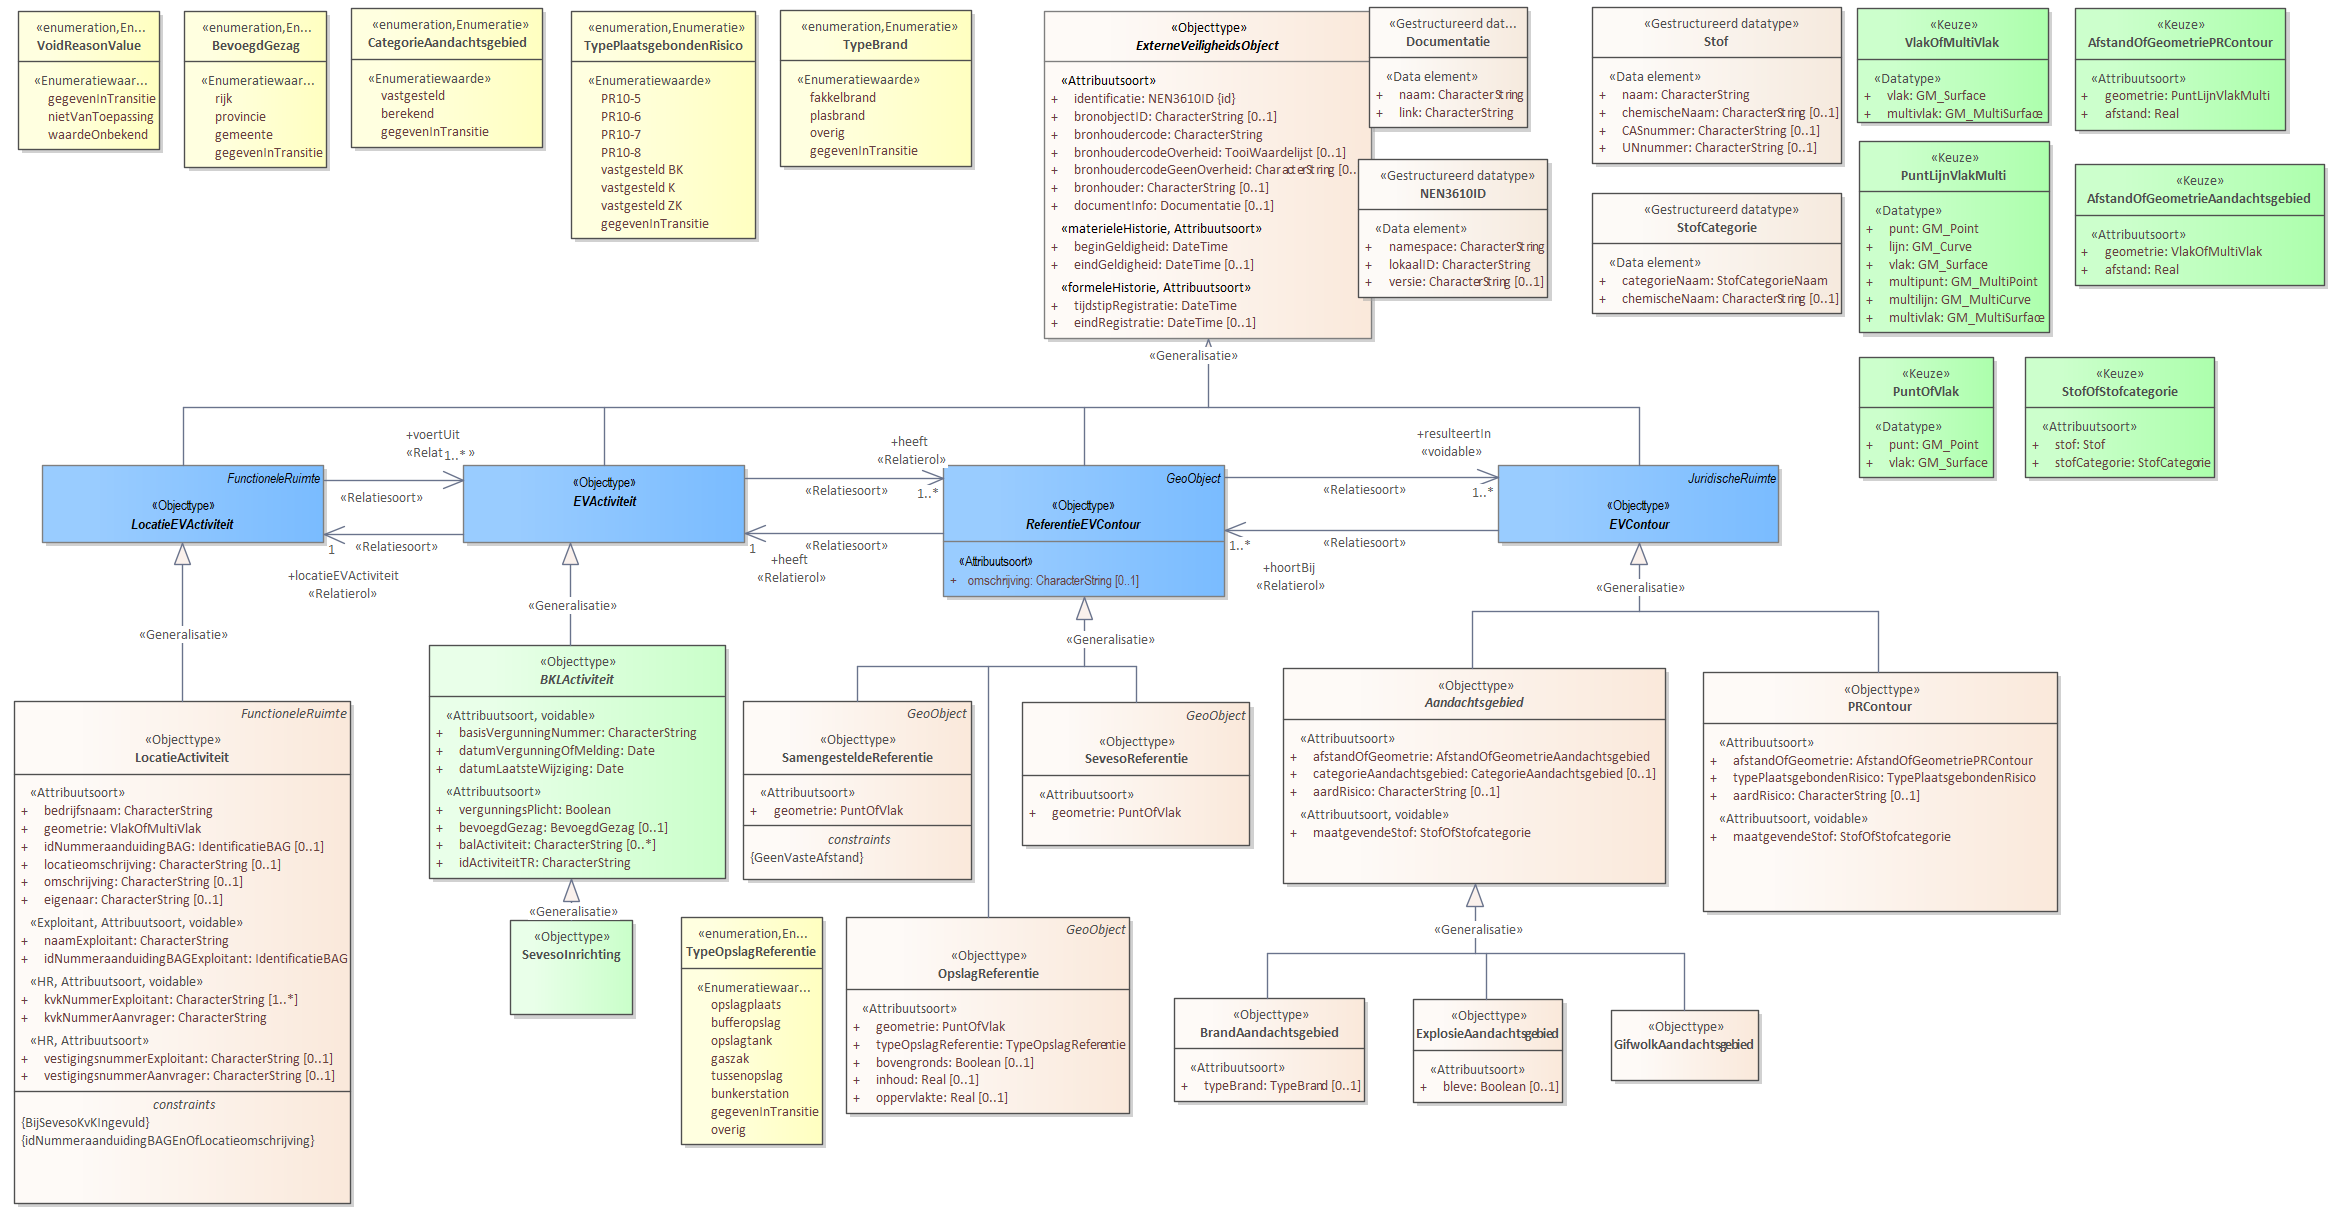 «enumeration,En...
VoidReasonValue
«Enumeratiewaar...
gegevenInTransitie
nietVanToepassing
waardeOnbekend
«enumeration,En...
BevoegdGezag
«Enumeratiewaar...
rijk
provincie
gemeente
gegevenInTransitie
«enumeration,Enumeratie»
CategorieAandachtsgebied
«Enumeratiewaarde»
vastgesteld
berekend
gegevenInTransitie
«enumeration,Enumeratie»
TypePlaatsgebondenRisico
«Enumeratiewaarde»
PR10-5
PR10-6
PR10-7
PR10-8
vastgesteld BK
vastgesteld K
vastgesteld ZK
gegevenInTransitie
«enumeration,Enumeratie»
TypeBrand
«Enumeratiewaarde»
fakkelbrand
plasbrand
overig
gegevenInTransitie
«Objecttype»
ExterneVeiligheidsObject
«Attribuutsoort»
+ identificatie: NEN3610ID {id}
+ bronobjectID: CharacterString [0..1]
+ bronhoudercode: CharacterString
+ bronhoudercodeOverheid: TooiWaardelijst [0..1]
+ bronhoudercodeGeenOverheid: CharacterString [0..
+ bronhouder: CharacterString [0..1]
+ documentInfo: Documentatie [0..1]
«materieleHistorie, Attribuutsoort»
+ beginGeldigheid: DateTime
+ eindGeldigheid: DateTime [0..1]
«formeleHistorie, Attribuutsoort»
+ tijdstipRegistratie: DateTime
+ eindRegistratie: DateTime [0..1]
«Gestructureerd dat...
Documentatie
«Data element»
+ naam: CharacterString
+ link: CharacterString
«Gestructureerd datatype»
NEN3610ID
«Data element»
+ namespace: CharacterString
+ lokaalID: CharacterString
+ versie: CharacterString [0..1]
«Gestructureerd datatype»
Stof
«Data element»
+ naam: CharacterString
+ chemischeNaam: CharacterString [0..1]
+ CASnummer: CharacterString [0..1]
+ UNnummer: CharacterString [0..1]
«Gestructureerd datatype»
StofCategorie
«Data element»
+ categorieNaam: StofCategorieNaam
+ chemischeNaam: CharacterString [0..1]
«Keuze»
VlakOfMultiVlak
«Datatype»
+ vlak: GM_Surface
+ multivlak: GM_MultiSurface
«Keuze»
PuntLijnVlakMulti
«Datatype»
+ punt: GM_Point
+ lijn: GM_Curve
+ vlak: GM_Surface
+ multipunt: GM_MultiPoint
+ multilijn: GM_MultiCurve
+ multivlak: GM_MultiSurface
«Keuze»
AfstandOfGeometriePRContour
«Attribuutsoort»
+ geometrie: PuntLijnVlakMulti
+ afstand: Real
«Keuze»
AfstandOfGeometrieAandachtsgebied
«Attribuutsoort»
+ geometrie: VlakOfMultiVlak
+ afstand: Real
«Keuze»
PuntOfVlak
«Datatype»
+ punt: GM_Point
+ vlak: GM_Surface
«Keuze»
StofOfStofcategorie
«Attribuutsoort»
+ stof: Stof
+ stofCategorie: StofCategorie
«Generalisatie»
FunctioneleRuimte
«Objecttype»
LocatieEVActiviteit
+voertUit
«Relat 1..* »
«Relatiesoort»
1
«Relatiesoort»
+locatieEVActiviteit
«Relatierol»
«Objecttype»
EVActiviteit
+heeft
«Relatierol»
«Relatiesoort»
1..*
«Relatiesoort»
1
+heeft
«Relatierol»
GeoObject
«Objecttype»
ReferentieEVContour
«Attribuutsoort»
+ omschrijving: CharacterString [0..1]
+resulteertIn
«voidable»
«Relatiesoort»
1..*
1..*
«Relatiesoort»
+hoortBij
«Relatierol»
JuridischeRuimte
«Objecttype»
EVContour
«Generalisatie»
«Generalisatie»
«Generalisatie»
«Generalisatie»
FunctioneleRuimte
«Objecttype»
LocatieActiviteit
«Attribuutsoort»
+ bedrijfsnaam: CharacterString
+ geometrie: VlakOfMultiVlak
+ idNummeraanduidingBAG: IdentificatieBAG [0..1]
+ locatieomschrijving: CharacterString [0..1]
+ omschrijving: CharacterString [0..1]
+ eigenaar: CharacterString [0..1]
«Exploitant, Attribuutsoort, voidable»
+ naamExploitant: CharacterString
+ idNummeraanduidingBAGExploitant: IdentificatieBAG
«HR, Attribuutsoort, voidable»
+ kvkNummerExploitant: CharacterString [1..*]
+ kvkNummerAanvrager: CharacterString
«HR, Attribuutsoort»
+ vestigingsnummerExploitant: CharacterString [0..1]
+ vestigingsnummerAanvrager: CharacterString [0..1]
constraints
{BijSevesoKvKIngevuld}
{idNummeraanduidingBAGEnOfLocatieomschrijving}
«Objecttype»
BKLActiviteit
«Attribuutsoort, voidable»
+ basisVergunningNummer: CharacterString
+ datumVergunningOfMelding: Date
+ datumLaatsteWijziging: Date
«Attribuutsoort»
+ vergunningsPlicht: Boolean
+ bevoegdGezag: BevoegdGezag [0..1]
+ balActiviteit: CharacterString [0..*]
+ idActiviteitTR: CharacterString
«Generalisatie»
«Objecttype»
SevesoInrichting
GeoObject
«Objecttype»
SamengesteldeReferentie
«Attribuutsoort»
+ geometrie: PuntOfVlak
constraints
{GeenVasteAfstand}
GeoObject
«Objecttype»
SevesoReferentie
«Attribuutsoort»
+ geometrie: PuntOfVlak
«enumeration,En...
TypeOpslagReferentie
«Enumeratiewaar...
opslagplaats
bufferopslag
opslagtank
gaszak
tussenopslag
bunkerstation
gegevenInTransitie
overig
GeoObject
«Objecttype»
OpslagReferentie
«Attribuutsoort»
+ geometrie: PuntOfVlak
+ typeOpslagReferentie: TypeOpslagReferentie
+ bovengronds: Boolean [0..1]
+ inhoud: Real [0..1]
+ oppervlakte: Real [0..1]
«Objecttype»
Aandachtsgebied
«Attribuutsoort»
+ afstandOfGeometrie: AfstandOfGeometrieAandachtsgebied
+ categorieAandachtsgebied: CategorieAandachtsgebied [0..1]
+ aardRisico: CharacterString [0..1]
«Attribuutsoort, voidable»
+ maatgevendeStof: StofOfStofcategorie
«Objecttype»
PRContour
«Attribuutsoort»
+ afstandOfGeometrie: AfstandOfGeometriePRContour
+ typePlaatsgebondenRisico: TypePlaatsgebondenRisico
+ aardRisico: CharacterString [0..1]
«Attribuutsoort, voidable»
+ maatgevendeStof: StofOfStofcategorie
«Generalisatie»
«Objecttype»
BrandAandachtsgebied
«Attribuutsoort»
+ typeBrand: TypeBrand [0..1]
«Objecttype»
ExplosieAandachtsgebied
«Attribuutsoort»
+ bleve: Boolean [0..1]
«Objecttype»
GifwolkAandachtsgebied